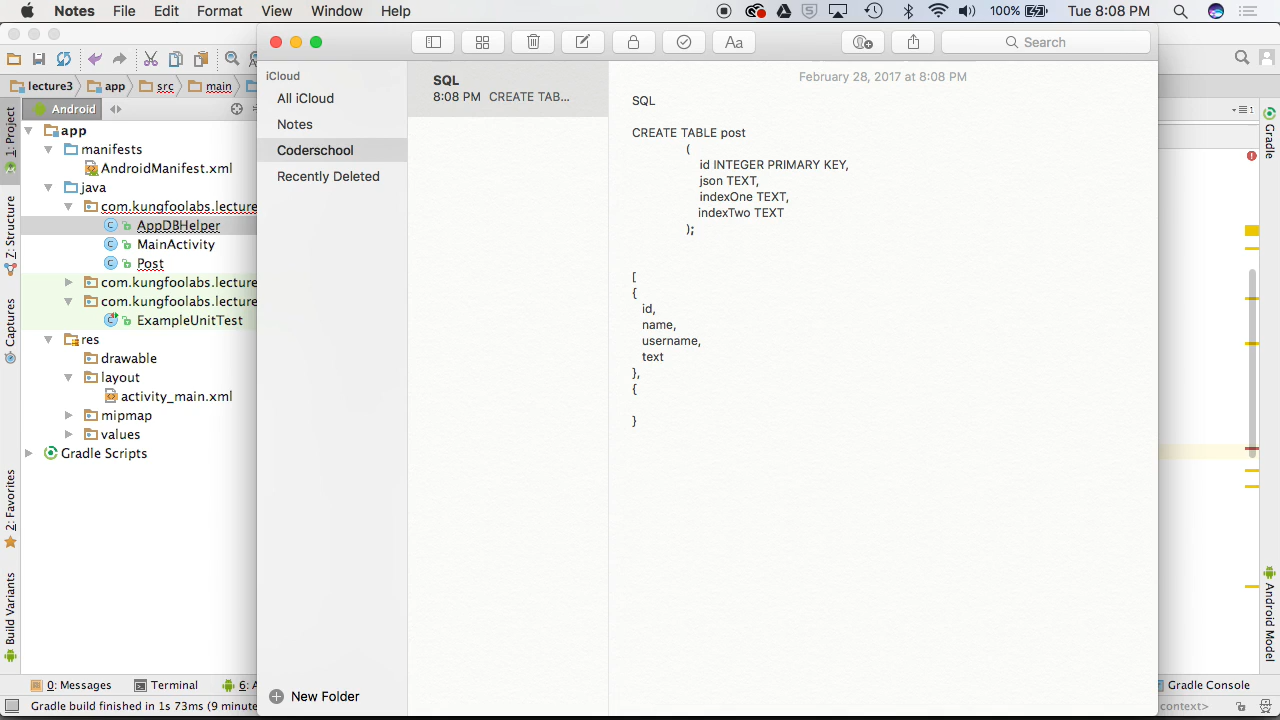 Notes File Edit Format View Window Help
100% Tue 8:08 PM
Aa
Search
lecture3 app src main
iCloud
All iCloud
Notes
Coderschool
Recently Deleted
New Folder
SQL
8:08 PM CREATE TAB...
February 28, 2017 at 8:08 PM
SQL
CREATE TABLE post
(
id INTEGER PRIMARY KEY,
json TEXT,
indexOne TEXT,
indexTwo TEXT
);
[
{
id,
name,
username,
text
},
{
}
Android
app
manifests
AndroidManifest.xml
java
com.kungfoolabs.lecture
AppDBHelper
MainActivity
Post
com.kungfoolabs.lecture
com.kungfoolabs.lecture
ExampleUnitTest
res
drawable
layout
activity_main.xml
mipmap
values
Gradle Scripts
1: Project
7: Structure
Captures
2: Favorites
Build Variants
Gradle
Android Model
0: Messages Terminal 6: A
Gradle Console
Gradle build finished in 1s 73ms (9 minute
context>